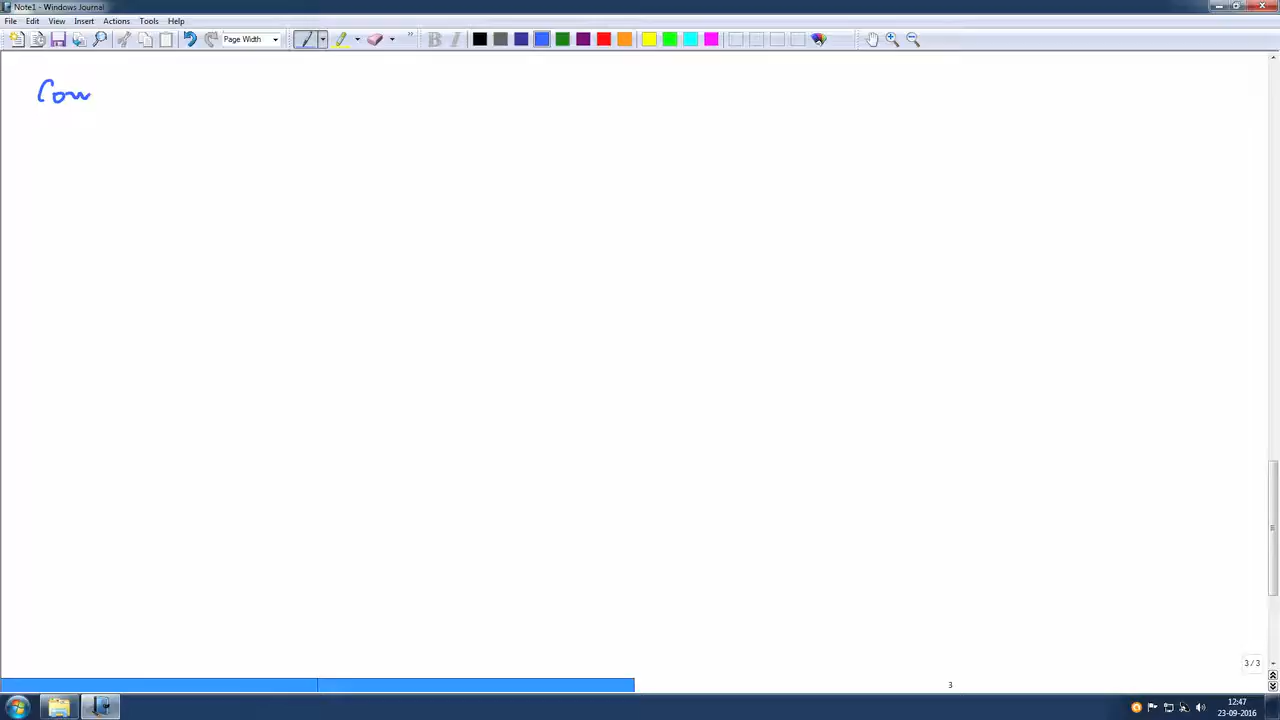 Note1 - Windows Journal
File Edit View Insert Actions Tools Help
Page Width
B I
Con
3 / 3
3
12:47
23-09-2016